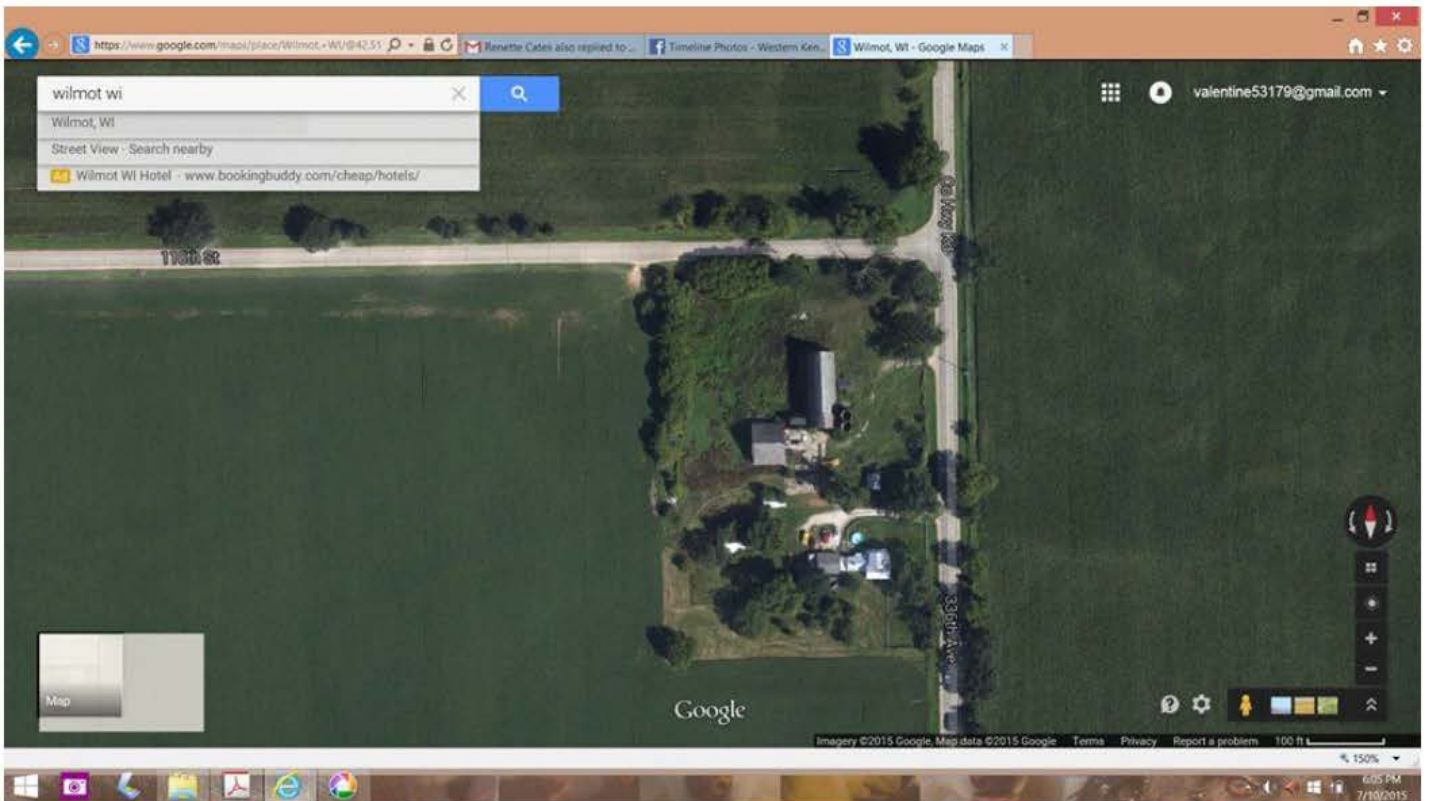 https://www.google.com/maps/place/Wilmot,+WI/@42.51
Renette Cates also replied to ...
Timeline Photos - Western Ken...
Wilmot, WI - Google Maps
wilmot wi
valentine53179@gmail.com
Wilmot, WI
Street View · Search nearby
Ad Wilmot WI Hotel - www.bookingbuddy.com/cheap/hotels/
Co Hwy
116th St
336th Ave
Map
Google
Imagery ©2015 Google, Map data ©2015 Google Terms Privacy Report a problem 100 ft
150%
6:05 PM
7/10/2015